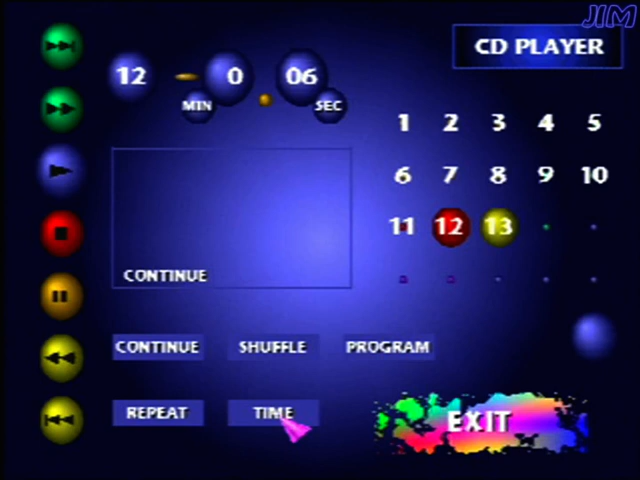 JIM
CD PLAYER
12 - 0 . 06
MIN SEC
1 2 3 4 5
6 7 8 9 10
11 12 13
CONTINUE
CONTINUE SHUFFLE PROGRAM
REPEAT TIME
EXIT